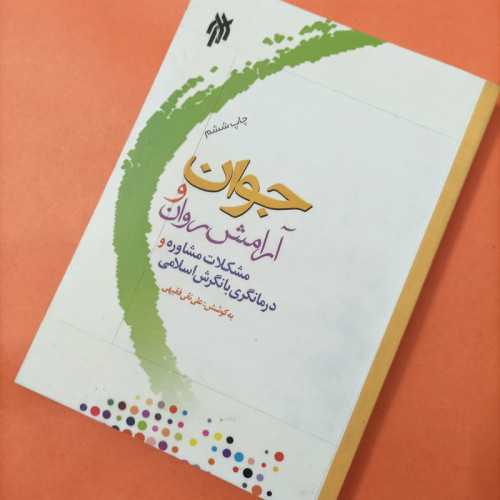 چاپ ششم
جوان
و
آرامش روان
مشکلات مشاوره و
درمانگری با نگرش اسلامی
به کوشش: علی نقی فقیهی